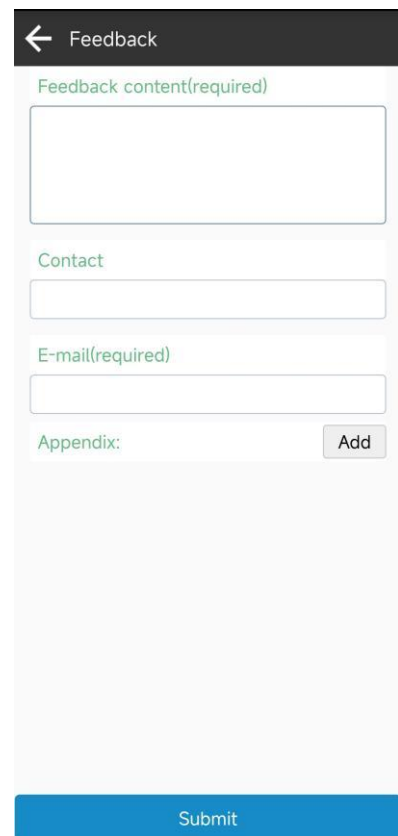 Feedback
Feedback content(required)
Contact
E-mail(required)
Appendix:
Add
Submit